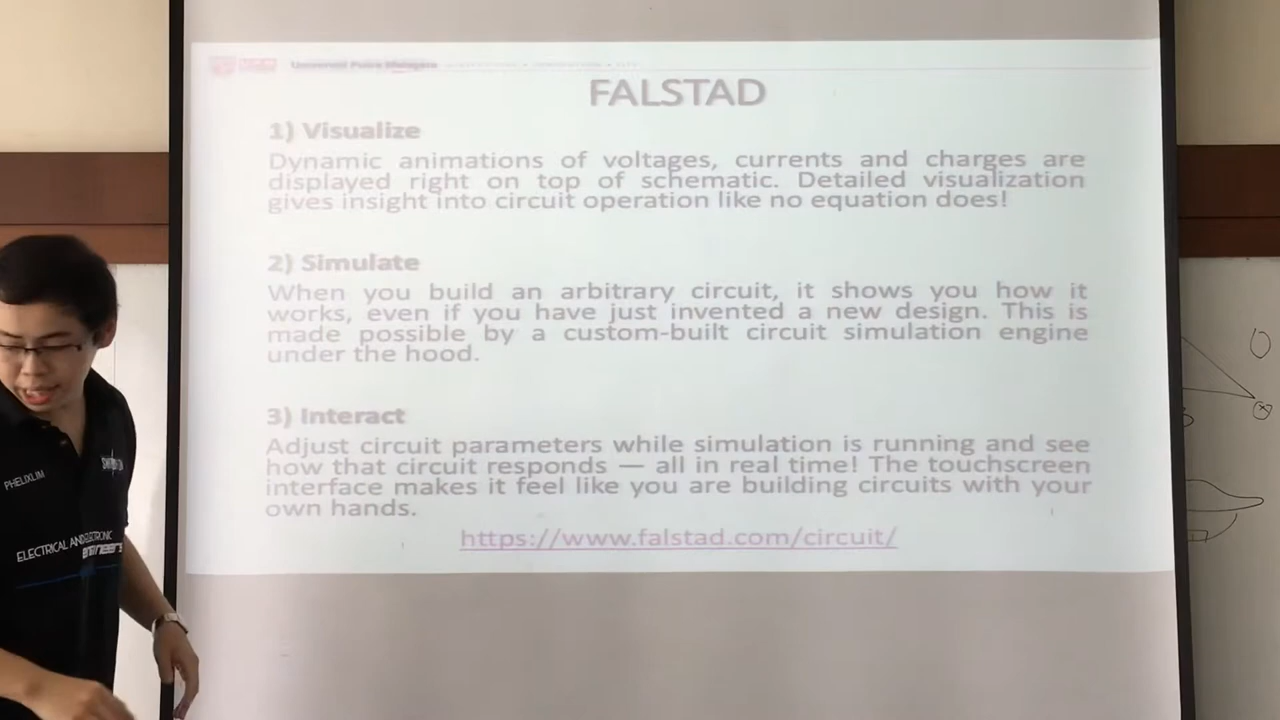 Universiti Putra Malaysia
FALSTAD
1) Visualize
Dynamic animations of voltages, currents and charges are
displayed right on top of schematic. Detailed visualization
gives insight into circuit operation like no equation does!
2) Simulate
When you build an arbitrary circuit, it shows you how it
works, even if you have just invented a new design. This is
made possible by a custom-built circuit simulation engine
under the hood.
3) Interact
Adjust circuit parameters while simulation is running and see
how that circuit responds — all in real time! The touchscreen
interface makes it feel like you are building circuits with your
own hands.
https://www.falstad.com/circuit/
PHELIXLIM
ELECTRICAL AND ELECTRONIC
engineers